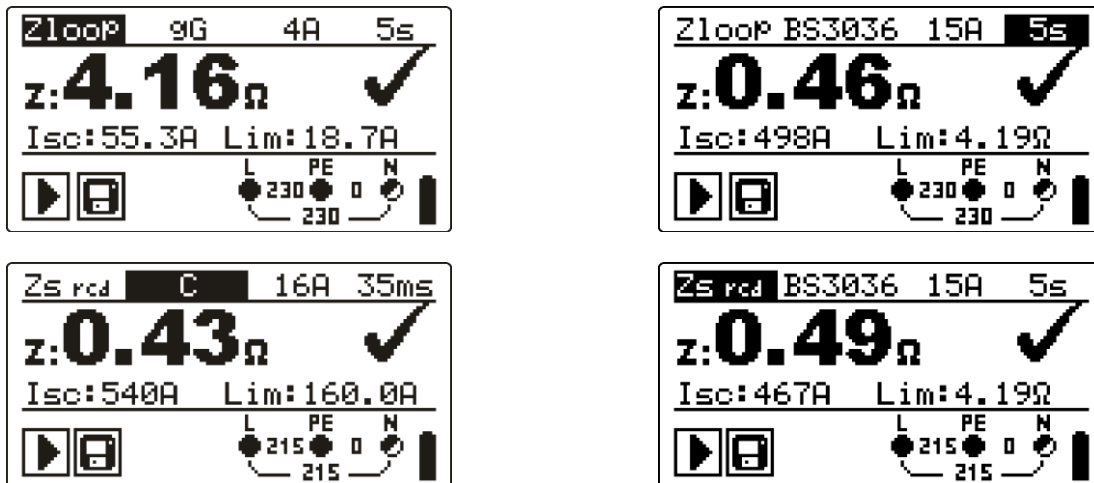 Zloop gG 4A 5s
Z:4.16Ω
Isc:55.3A Lim:18.7A
L PE N
230 0
230
Zloop BS3036 15A 5s
Z:0.46Ω
Isc:498A Lim:4.19Ω
L PE N
230 0
230
Zs rcd C 16A 35ms
Z:0.43Ω
Isc:540A Lim:160.0A
L PE N
215 0
215
Zs rcd BS3036 15A 5s
Z:0.49Ω
Isc:467A Lim:4.19Ω
L PE N
215 0
215